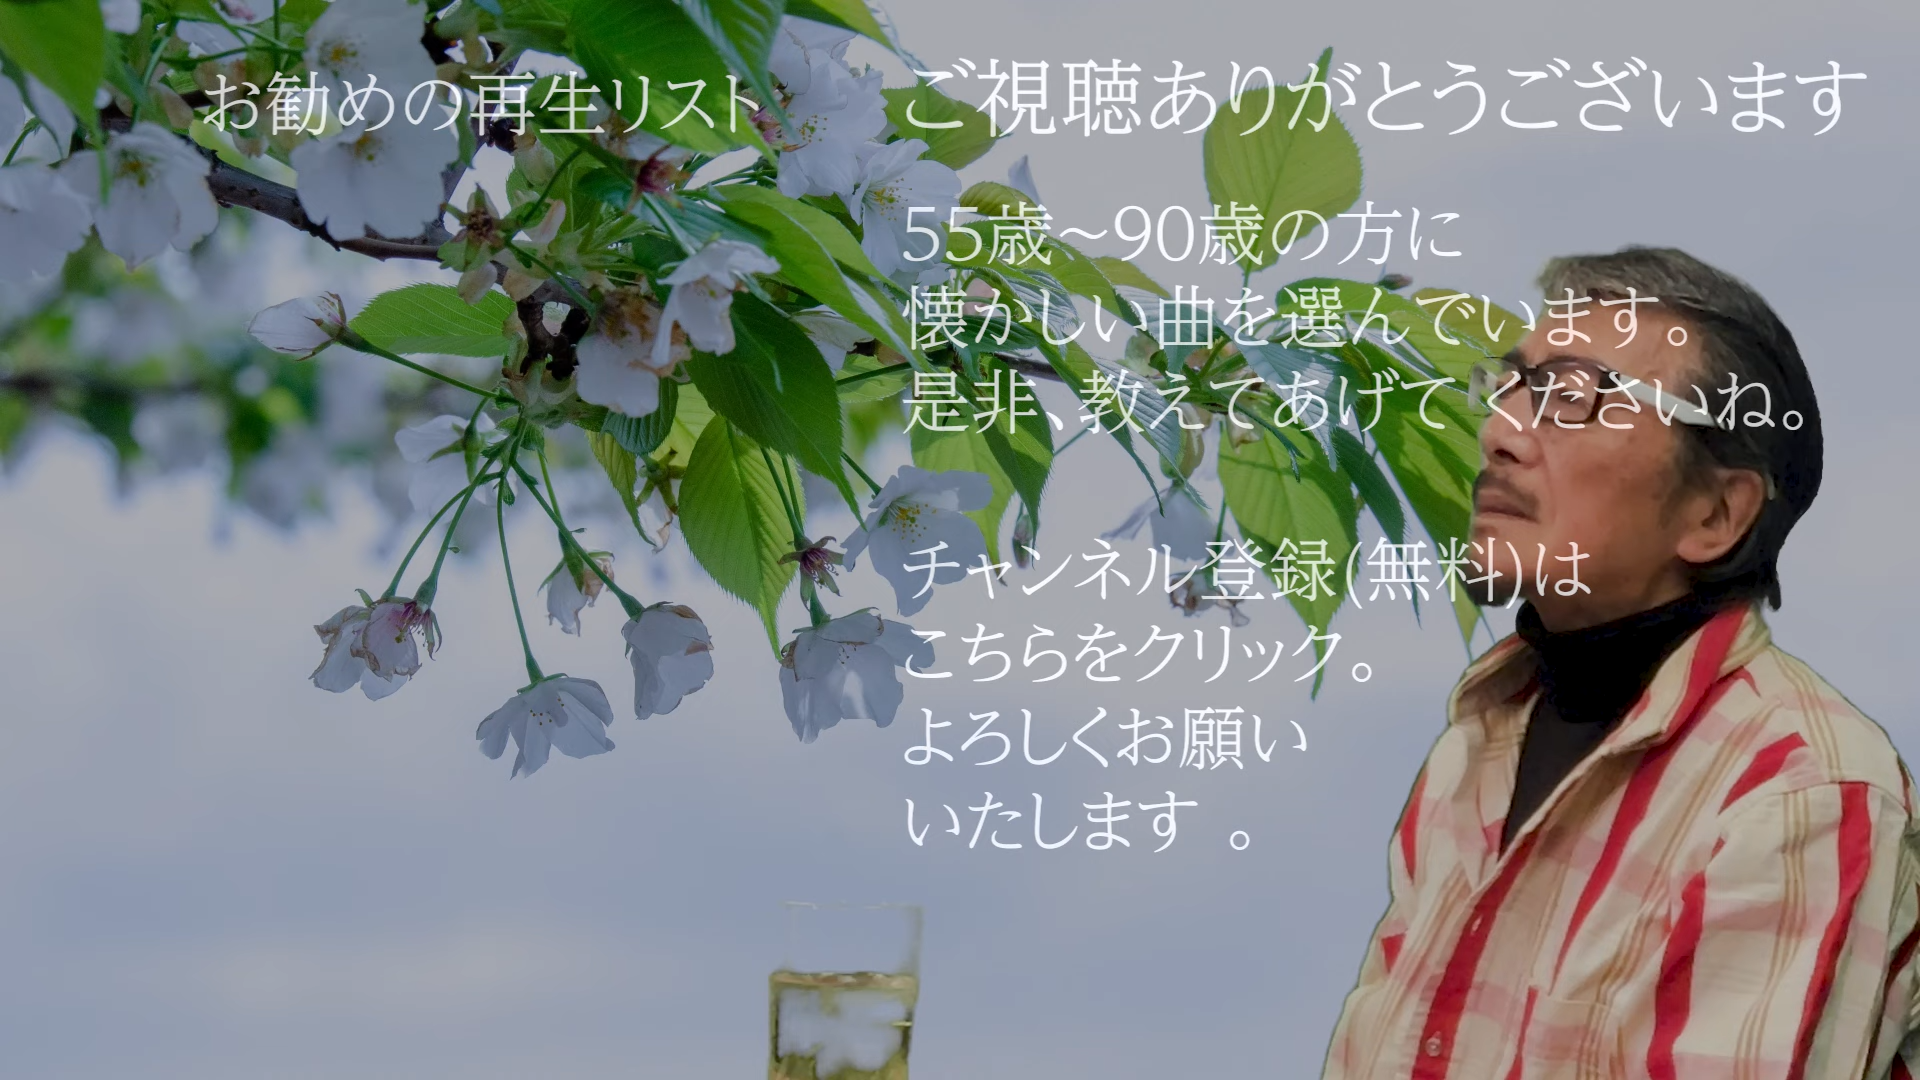 お勧めの再生リスト
ご視聴ありがとうございます
55歳～90歳の方に
懐かしい曲を選んでいます。
是非、教えてあげて くださいね。
チャンネル登録(無料)は
こちらをクリック。
よろしくお願い
いたします 。